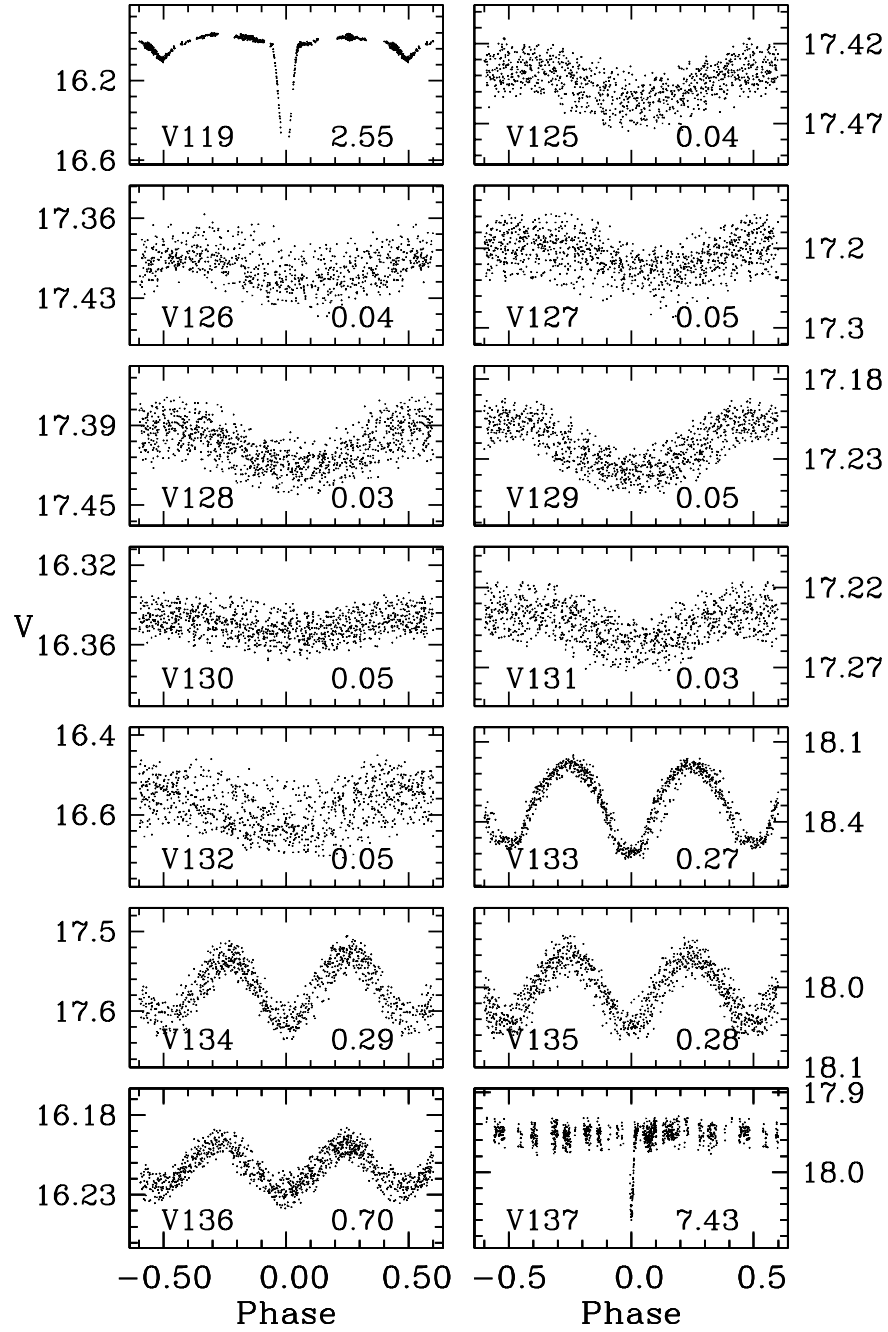 16.2
16.6
V119 2.55
17.42
17.47
V125 0.04
17.36
17.43
V126 0.04
17.2
17.3
V127 0.05
17.39
17.45
V128 0.03
17.18
17.23
V129 0.05
V
16.32
16.36
V130 0.05
17.22
17.27
V131 0.03
16.4
16.6
V132 0.05
18.1
18.4
V133 0.27
17.5
17.6
V134 0.29
18.0
18.1
V135 0.28
16.18
16.23
V136 0.70
17.9
18.0
V137 7.43
−0.50 0.00 0.50
Phase
−0.5 0.0 0.5
Phase